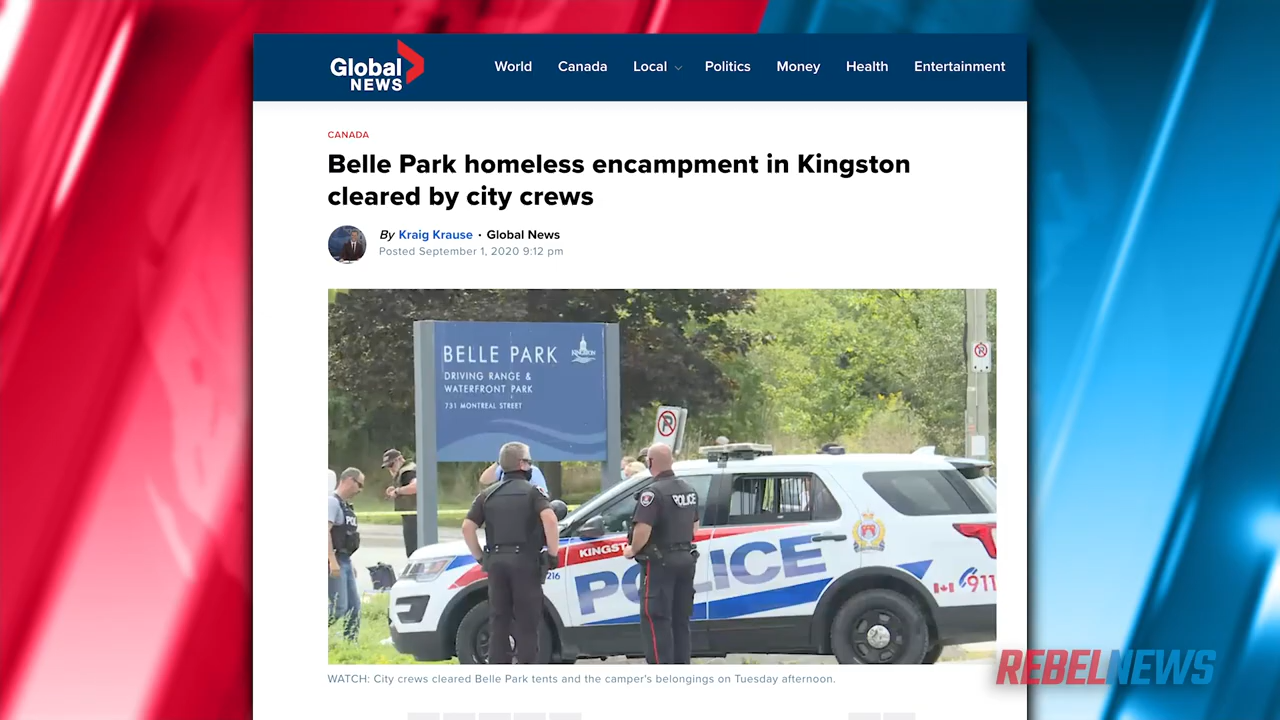 Global NEWS
World Canada Local Politics Money Health Entertainment
CANADA
Belle Park homeless encampment in Kingston
cleared by city crews
By Kraig Krause · Global News
Posted September 1, 2020 9:12 pm
BELLE PARK
KINGSTON
DRIVING RANGE &
WATERFRONT PARK
731 MONTREAL STREET
P
P
POLICE
KINGST
216
POLICE
911
REBELNEWS
WATCH: City crews cleared Belle Park tents and the camper's belongings on Tuesday afternoon.